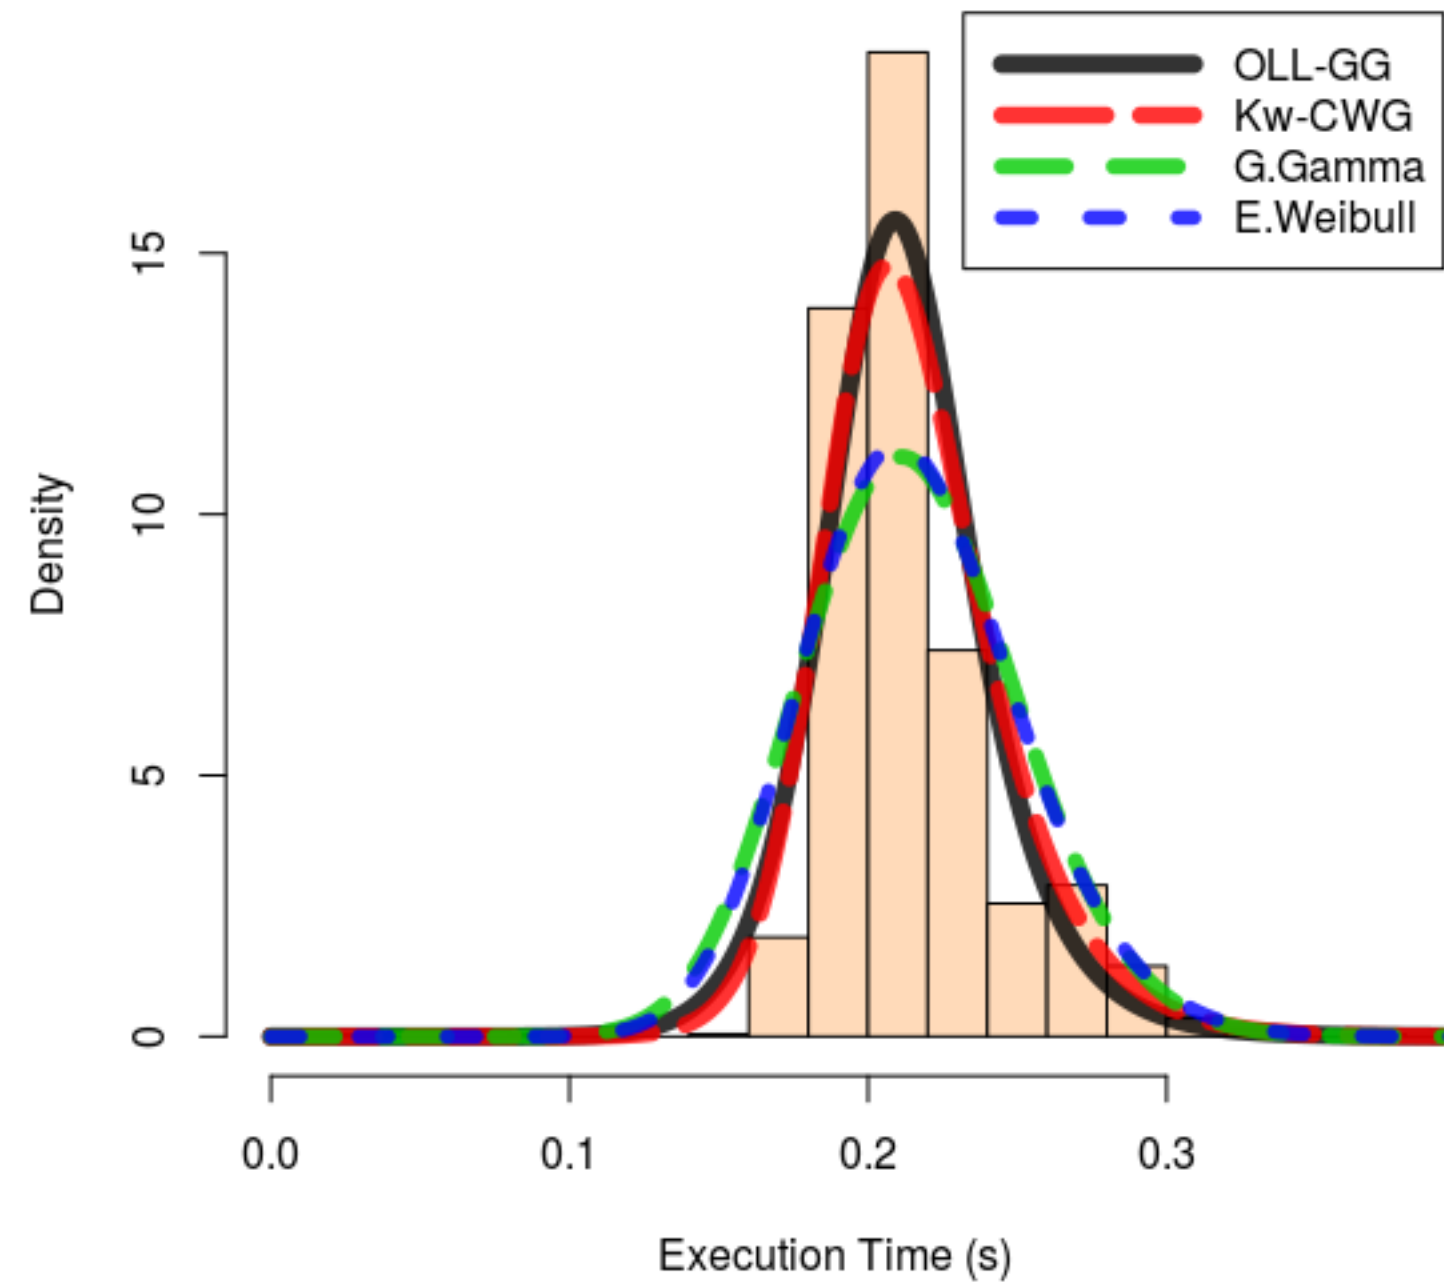 OLL-GG
Kw-CWG
G.Gamma
E.Weibull
15
10
5
0
Density
0.0 0.1 0.2 0.3
Execution Time (s)